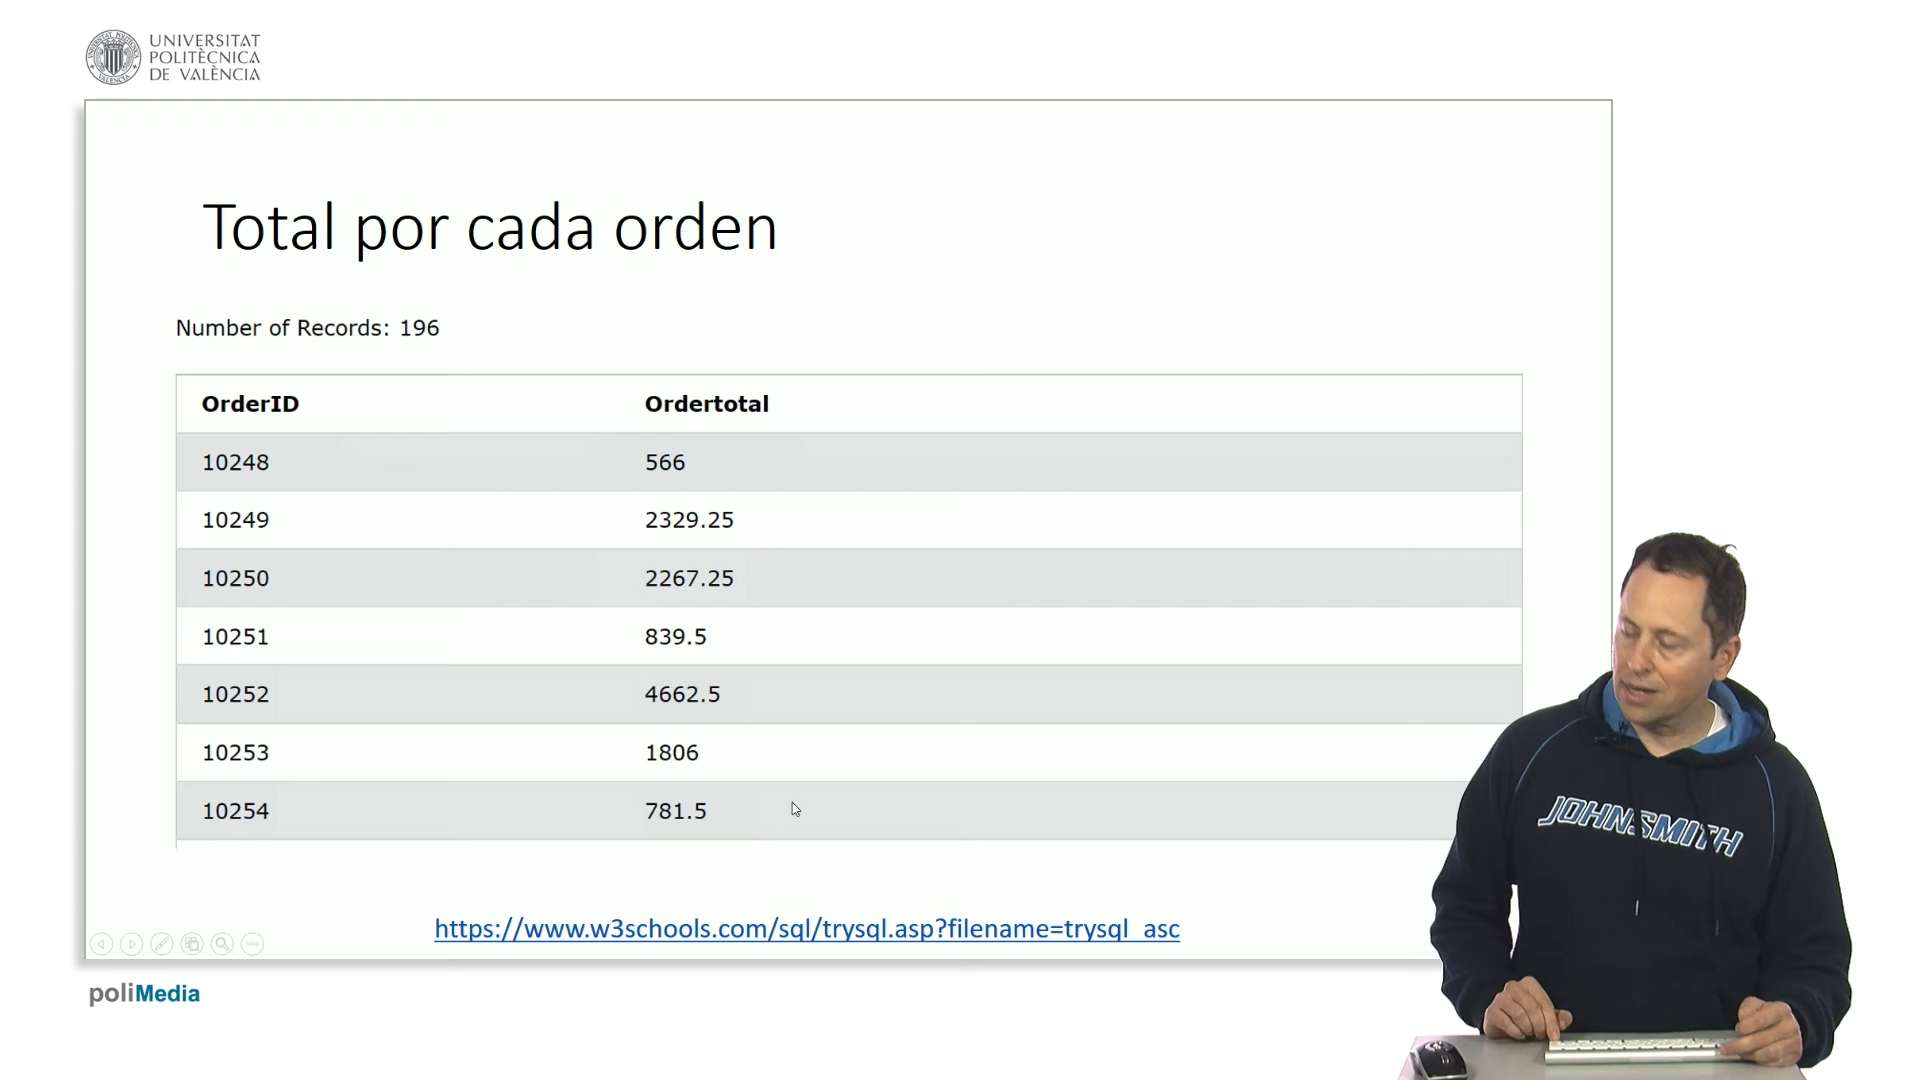 UNIVERSITAT
POLITÈCNICA
DE VALÈNCIA
Total por cada orden
Number of Records: 196
OrderID Ordertotal
10248 566
10249 2329.25
10250 2267.25
10251 839.5
10252 4662.5
10253 1806
10254 781.5
https://www.w3schools.com/sql/trysql.asp?filename=trysql_asc
JOHNSMITH
poliMedia